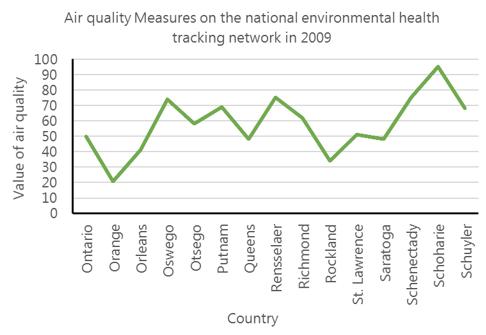 Air quality Measures on the national environmental health
tracking network in 2009
Value of air quality
100
90
80
70
60
50
40
30
20
10
0
Ontario
Orange
Orleans
Oswego
Otsego
Putnam
Queens
Rensselaer
Richmond
Rockland
St. Lawrence
Saratoga
Schenectady
Schoharie
Schuyler
Country